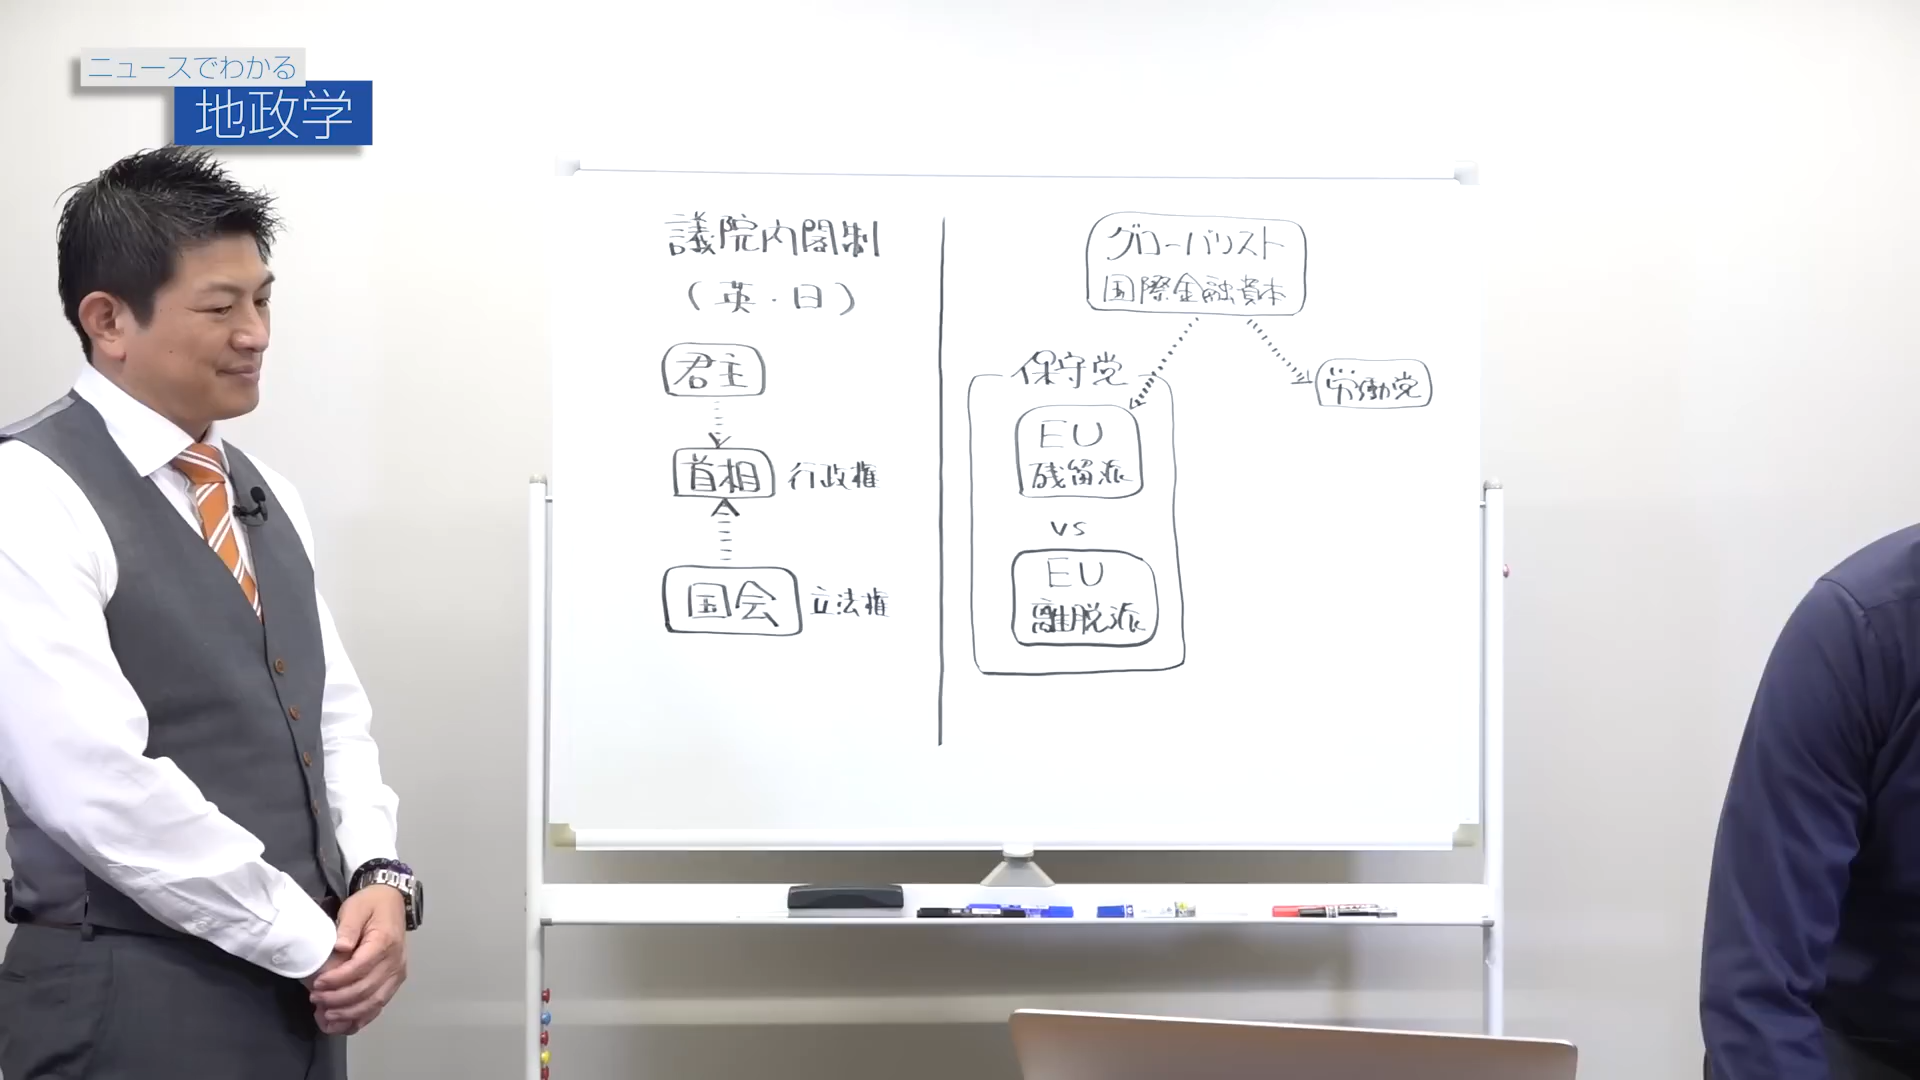 ニュースでわかる
地政学
議院内閣制
(英・日)
君主
首相 行政権
国会 立法権
グローバリスト
国際金融資本
保守党
労働党
EU
残留派
vs
EU
離脱派